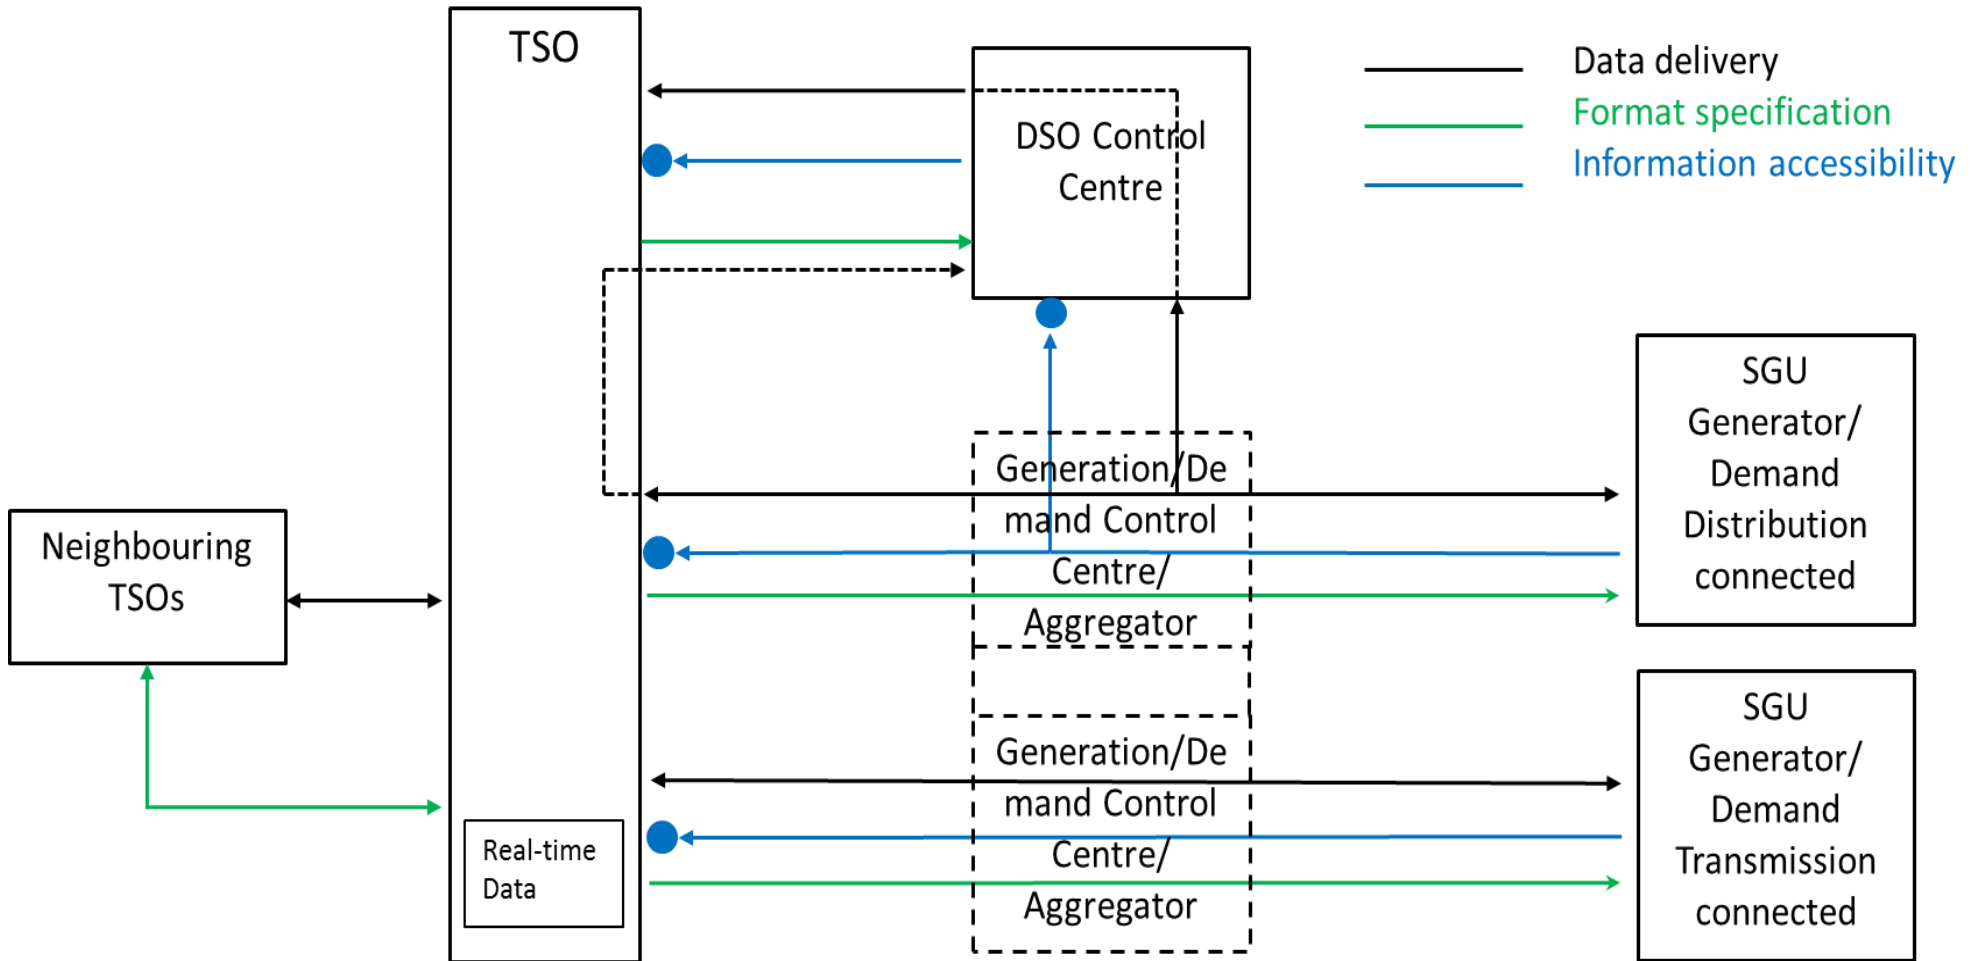 TSO
DSO Control
Centre
Data delivery
Format specification
Information accessibility
Neighbouring
TSOs
Generation/De
mand Control
Centre/
Aggregator
SGU
Generator/
Demand
Distribution
connected
Generation/De
mand Control
Centre/
Aggregator
SGU
Generator/
Demand
Transmission
connected
Real-time
Data